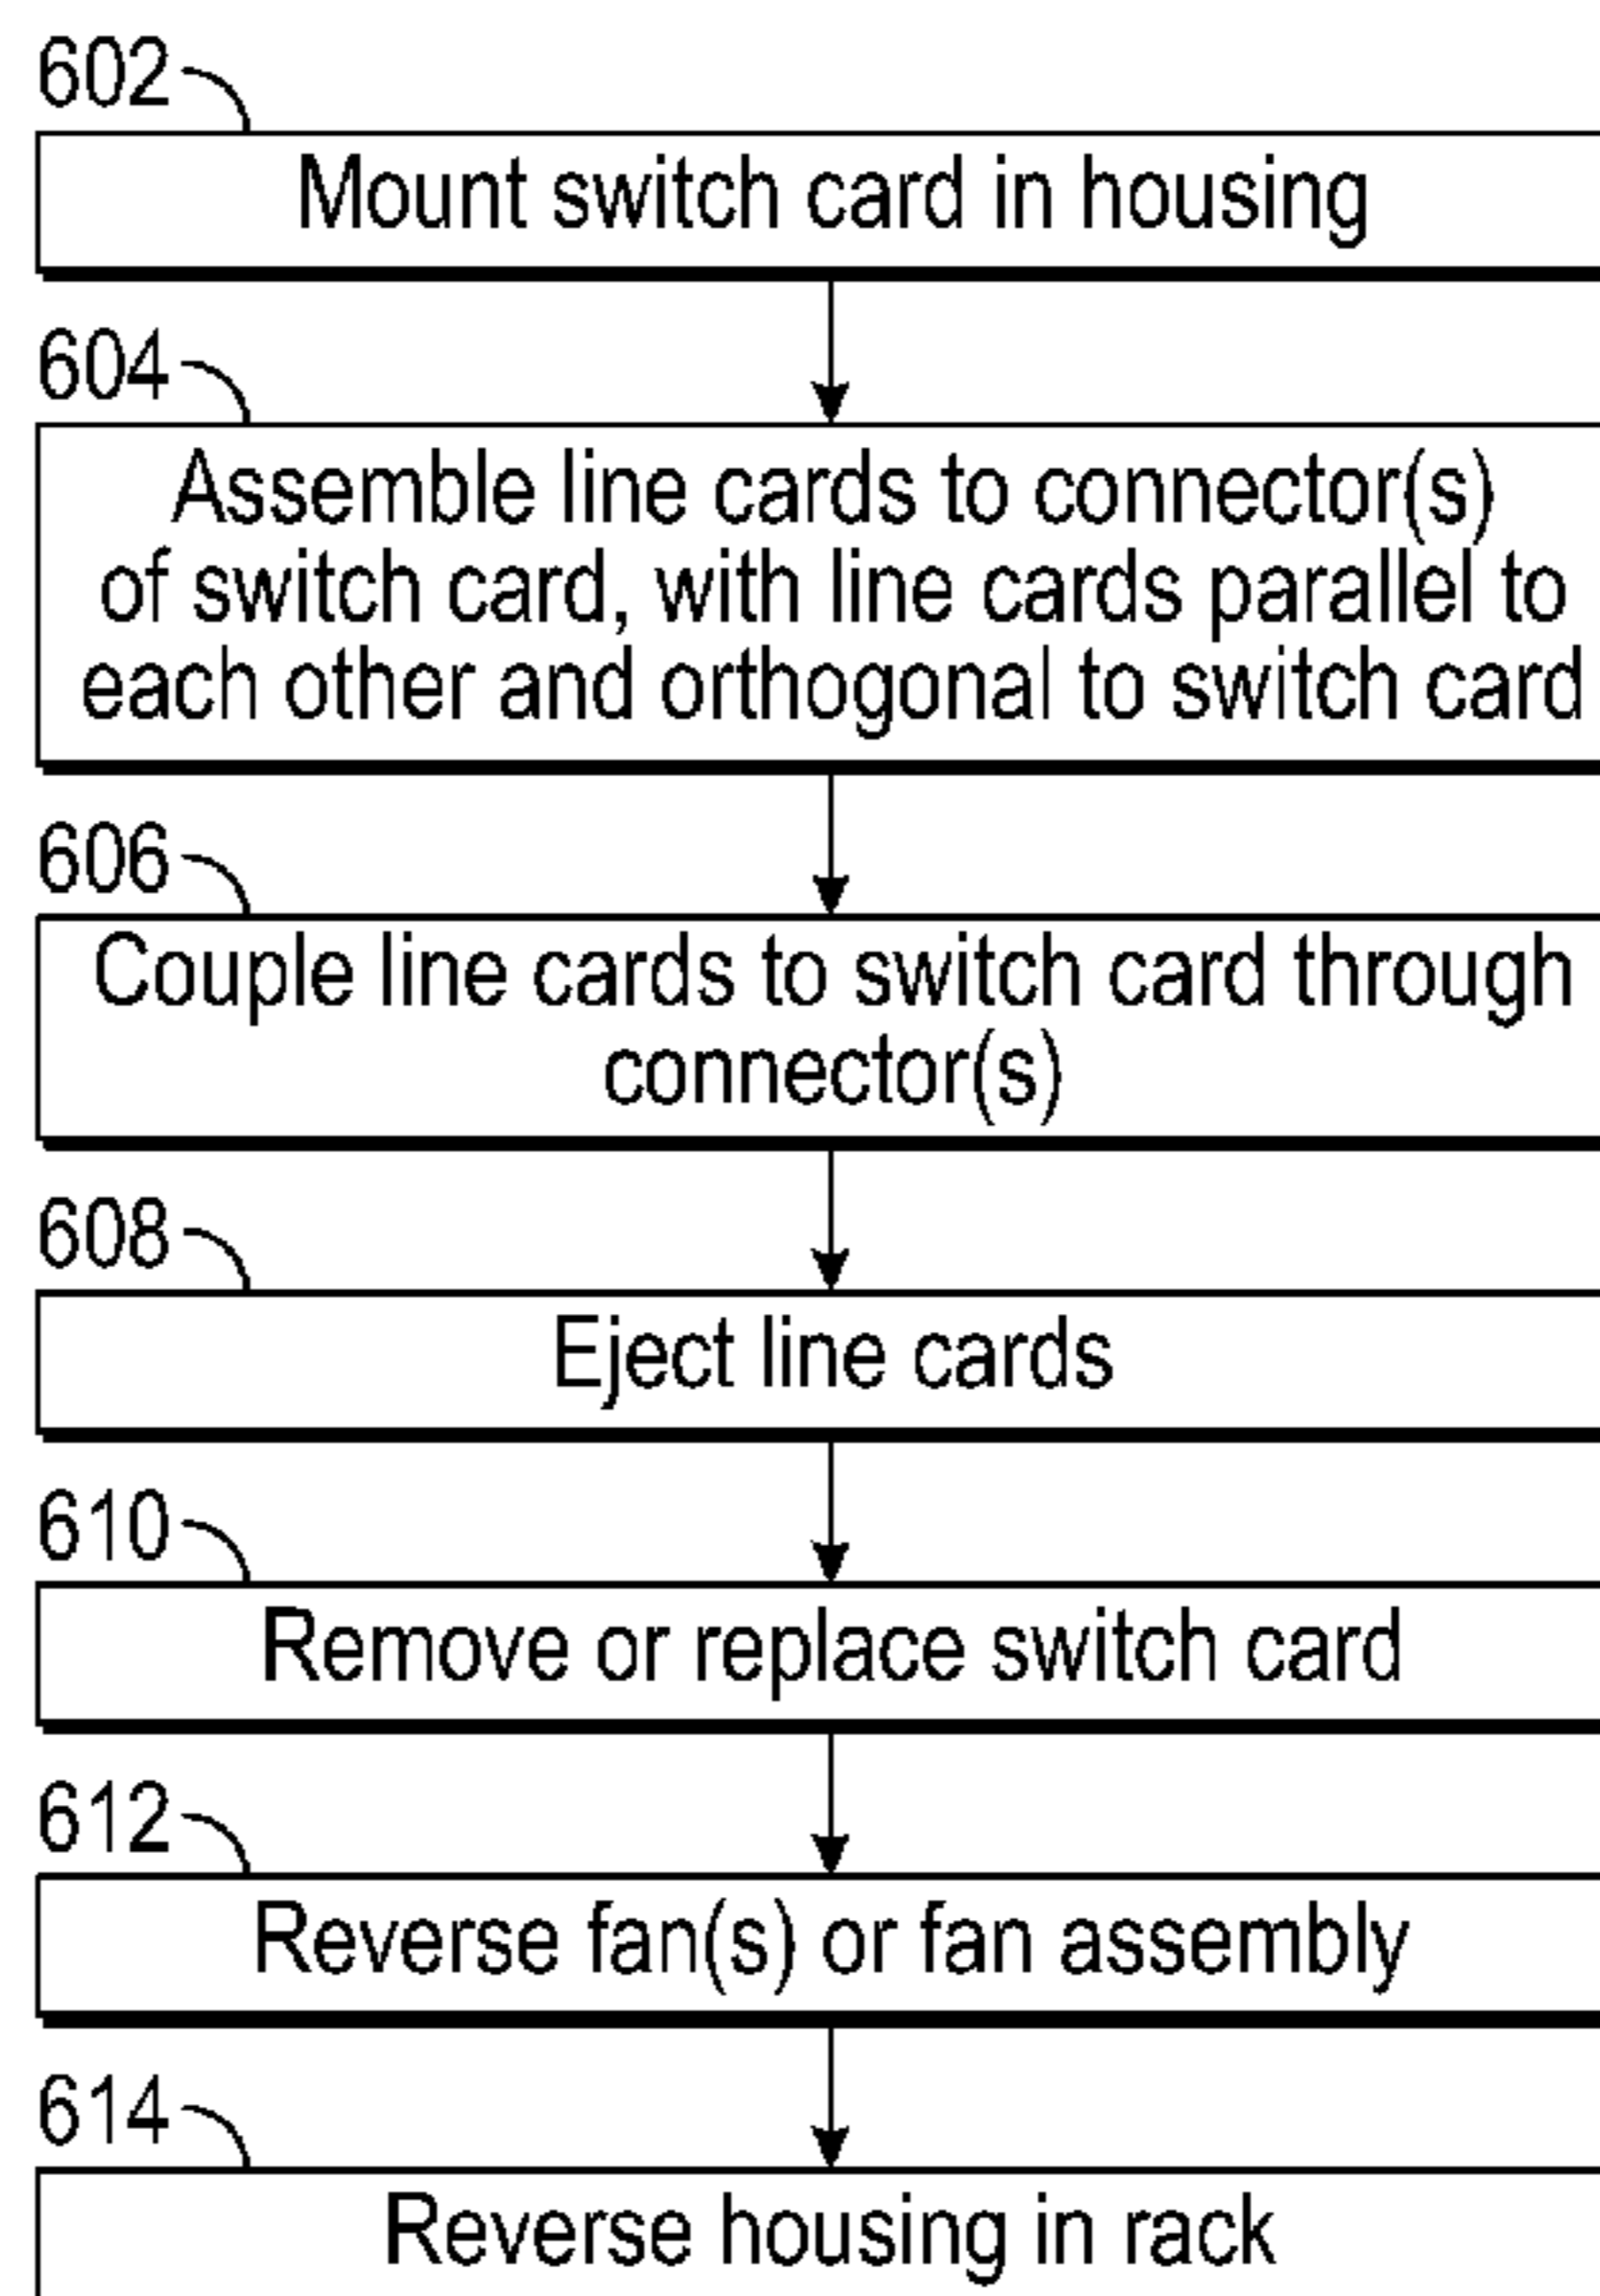 602
Mount switch card in housing
604
Assemble line cards to connector(s)
of switch card, with line cards parallel to
each other and orthogonal to switch card
606
Couple line cards to switch card through
connector(s)
608
Eject line cards
610
Remove or replace switch card
612
Reverse fan(s) or fan assembly
614
Reverse housing in rack